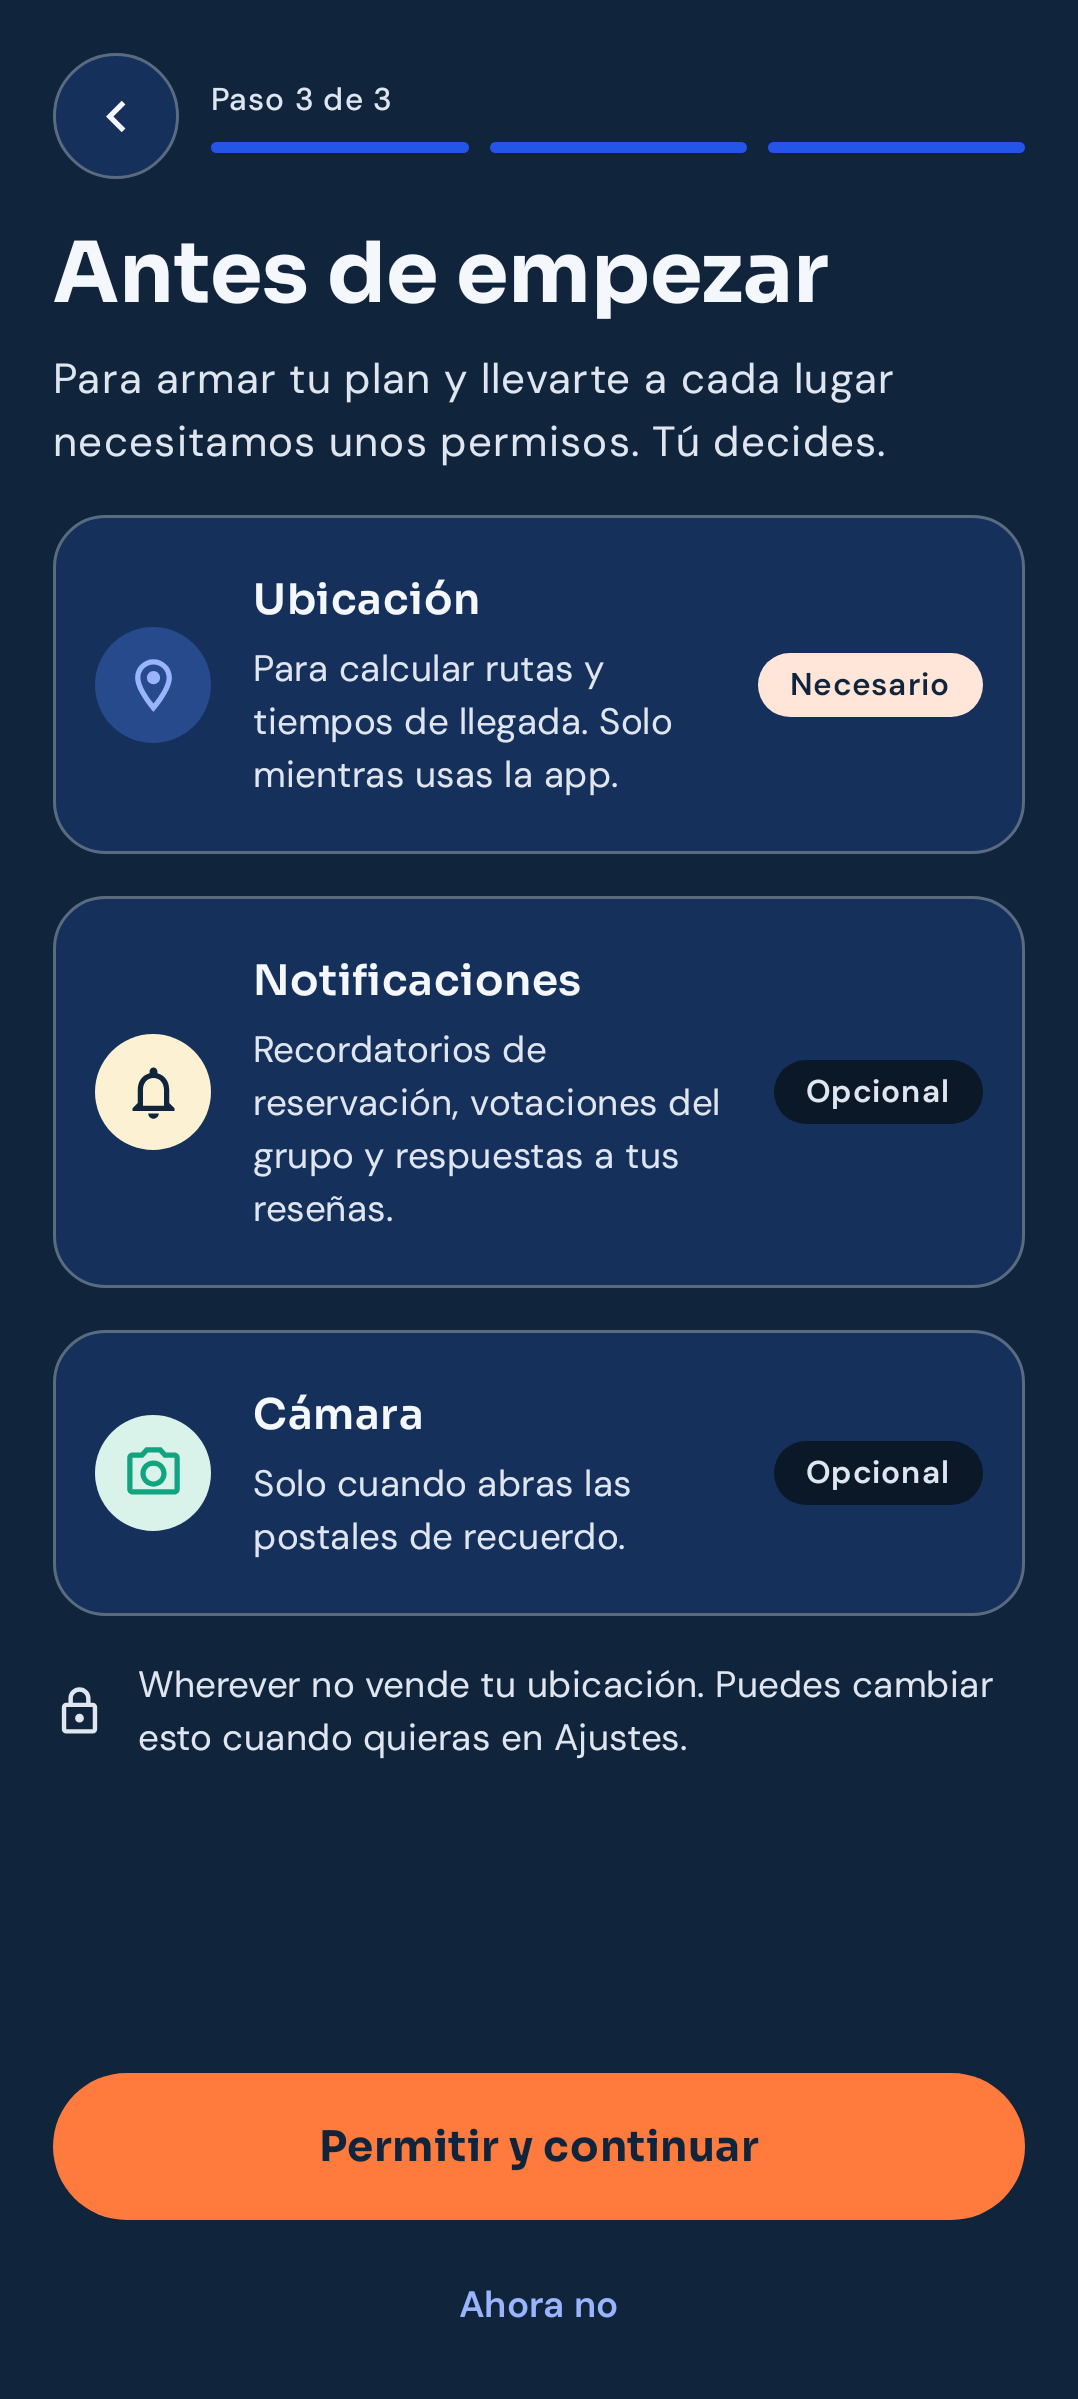 Paso 3 de 3
Antes de empezar
Para armar tu plan y llevarte a cada lugar
necesitamos unos permisos. Tú decides.
Ubicación
Para calcular rutas y
tiempos de llegada. Solo
mientras usas la app.
Necesario
Notificaciones
Recordatorios de
reservación, votaciones del
grupo y respuestas a tus
reseñas.
Opcional
Cámara
Solo cuando abras las
postales de recuerdo.
Opcional
Wherever no vende tu ubicación. Puedes cambiar
esto cuando quieras en Ajustes.
Permitir y continuar
Ahora no